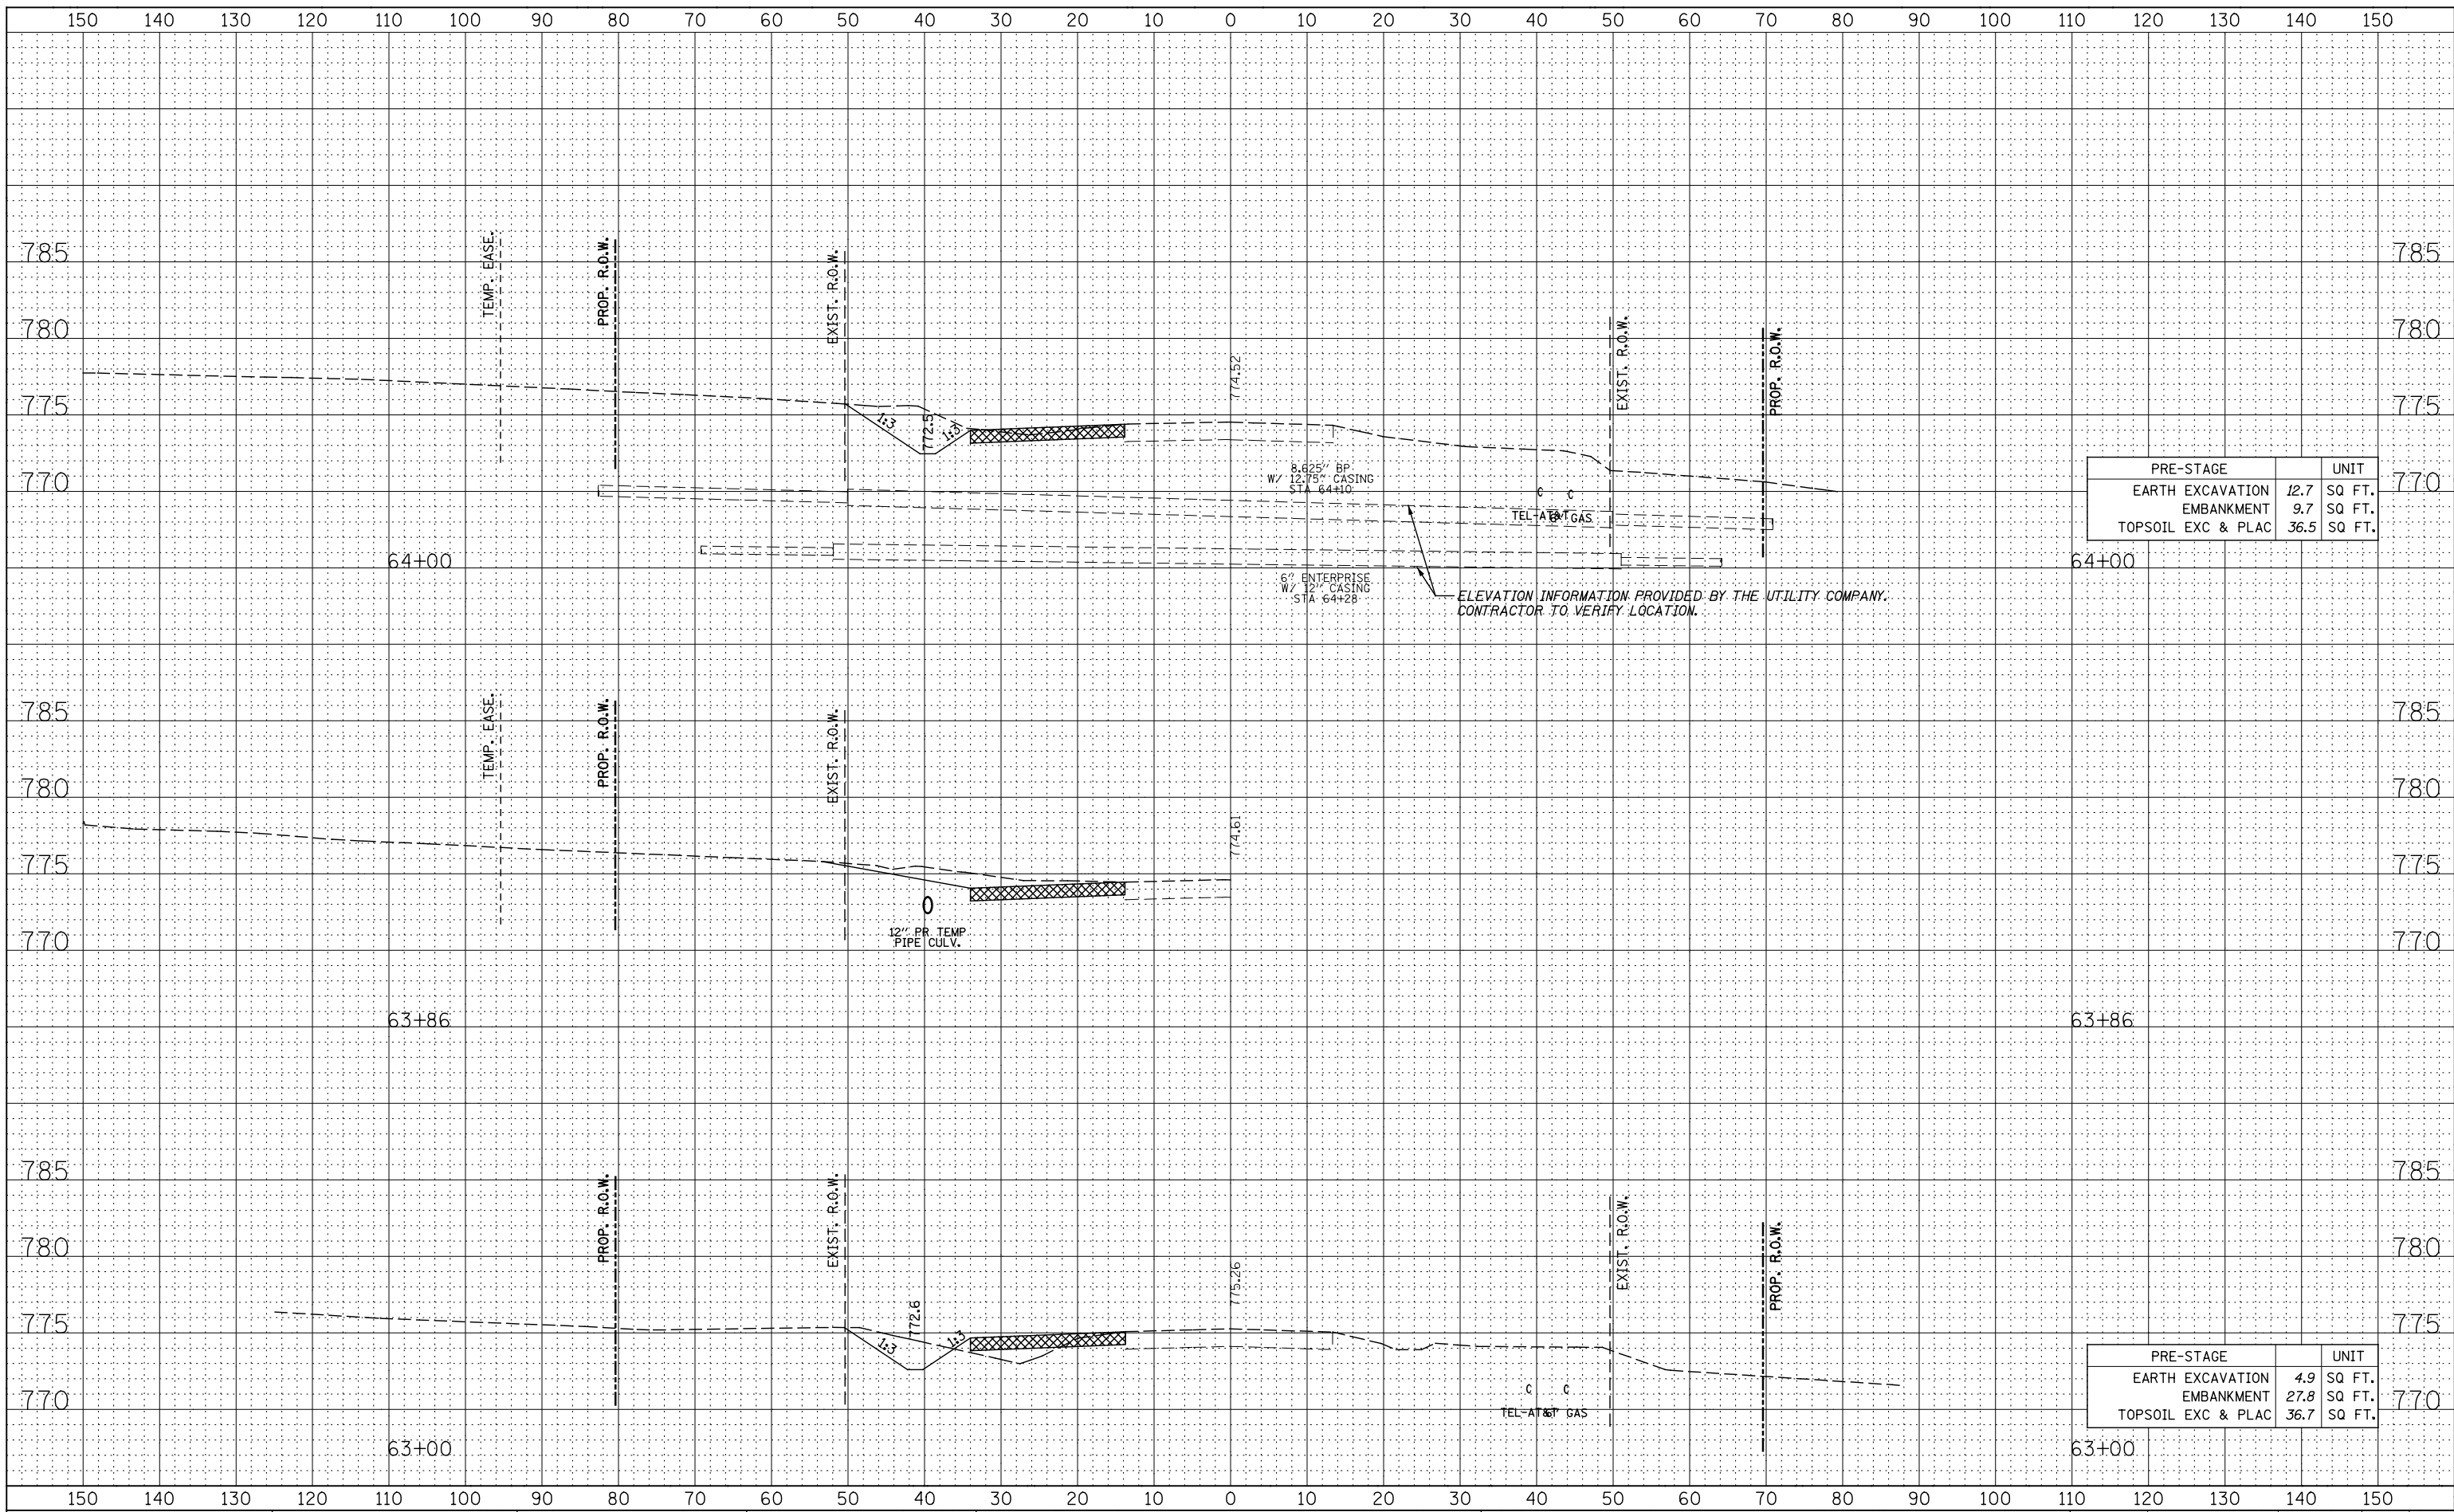 150 140 130 120 110 100 90 80 70 60 50 40 30 20 10 0 10 20 30 40 50 60 70 80 90 100 110 120 130 140 150
785 785
780 780
775 775
770 770
TEMP. EASE.
PROP. R.O.W.
EXIST. R.O.W.
774.52
EXIST. R.O.W.
PROP. R.O.W.
1:3
772.5
1:3
8.625" BP
W/ 12.75" CASING
STA 64+10
TEL-AT&T
6" GAS
6" ENTERPRISE
W/ 12" CASING
STA 64+28
ELEVATION INFORMATION PROVIDED BY THE UTILITY COMPANY.
CONTRACTOR TO VERIFY LOCATION.
PRE-STAGE UNIT
EARTH EXCAVATION 12.7 SQ FT.
EMBANKMENT 9.7 SQ FT.
TOPSOIL EXC & PLAC 36.5 SQ FT.
64+00 64+00
785 785
780 780
775 775
770 770
TEMP. EASE.
PROP. R.O.W.
EXIST. R.O.W.
774.61
12" PR TEMP
PIPE CULV.
63+86 63+86
785 785
780 780
775 775
770 770
PROP. R.O.W.
EXIST. R.O.W.
775.26
EXIST. R.O.W.
PROP. R.O.W.
1:3
772.6
1:3
TEL-AT&T
6" GAS
PRE-STAGE UNIT
EARTH EXCAVATION 4.9 SQ FT.
EMBANKMENT 27.8 SQ FT.
TOPSOIL EXC & PLAC 36.7 SQ FT.
63+00 63+00
150 140 130 120 110 100 90 80 70 60 50 40 30 20 10 0 10 20 30 40 50 60 70 80 90 100 110 120 130 140 150